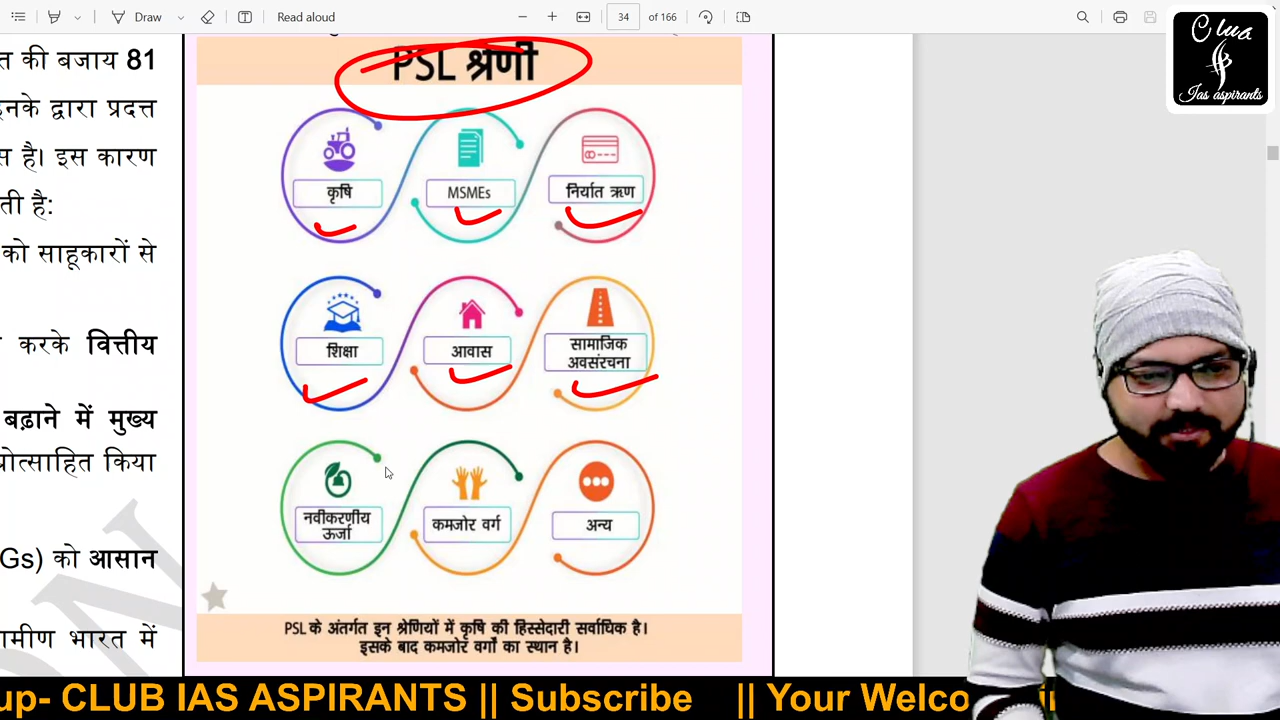 Draw
Read aloud
34
of 166
Clua
Ias aspirants
त की बजाय 81
इनके द्वारा प्रदत्त
स है। इस कारण
ती है:
को साहूकारों से
करके वित्तीय
बढ़ाने में मुख्य
प्रोत्साहित किया
Gs) को आसान
ामीण भारत में
PSL श्रेणी
कृषि
MSMEs
निर्यात ऋण
शिक्षा
आवास
सामाजिक
अवसंरचना
नवीकरणीय
ऊर्जा
कमजोर वर्ग
अन्य
PSL के अंतर्गत इन श्रेणियों में कृषि की हिस्सेदारी सर्वाधिक है।
इसके बाद कमजोर वर्गों का स्थान है।
up- CLUB IAS ASPIRANTS || Subscribe || Your Welco